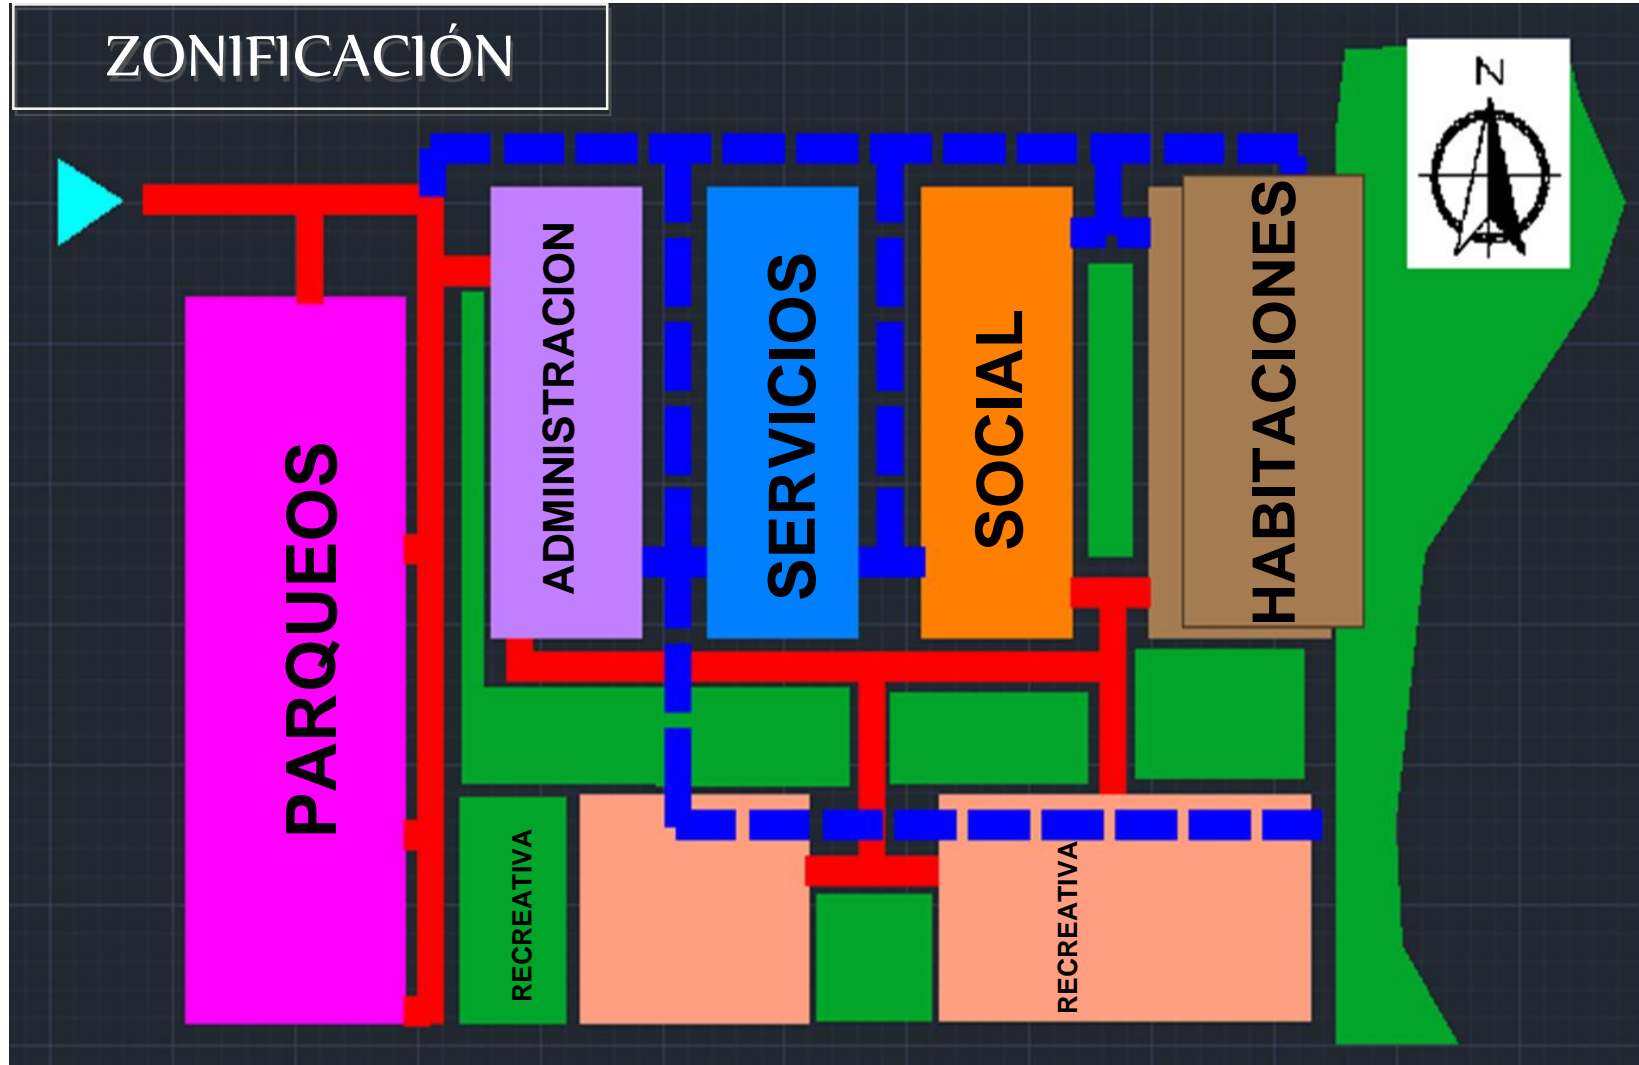 ZONIFICACIÓN
N
PARQUEOS
ADMINISTRACION
SERVICIOS
SOCIAL
HABITACIONES
RECREATIVA
RECREATIVA